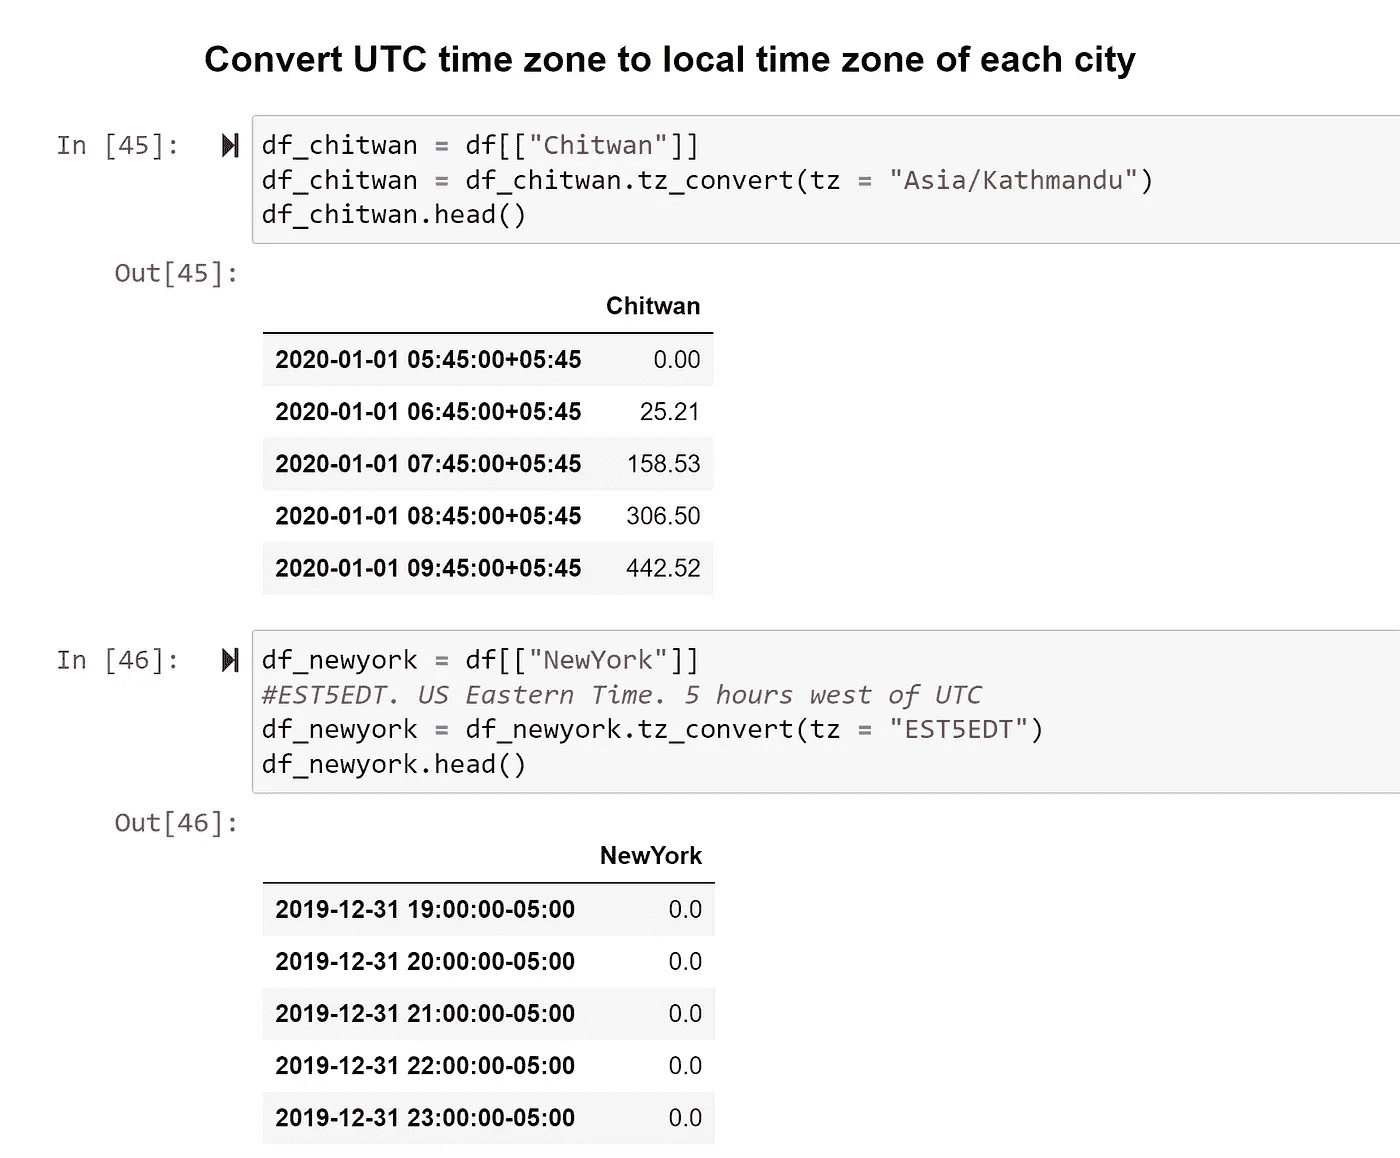 Convert UTC time zone to local time zone of each city
In [45]:
df_chitwan = df[["Chitwan"]]
df_chitwan = df_chitwan.tz_convert(tz = "Asia/Kathmandu")
df_chitwan.head()
Out[45]:
Chitwan
2020-01-01 05:45:00+05:45 0.00
2020-01-01 06:45:00+05:45 25.21
2020-01-01 07:45:00+05:45 158.53
2020-01-01 08:45:00+05:45 306.50
2020-01-01 09:45:00+05:45 442.52
In [46]:
df_newyork = df[["NewYork"]]
#EST5EDT. US Eastern Time. 5 hours west of UTC
df_newyork = df_newyork.tz_convert(tz = "EST5EDT")
df_newyork.head()
Out[46]:
NewYork
2019-12-31 19:00:00-05:00 0.0
2019-12-31 20:00:00-05:00 0.0
2019-12-31 21:00:00-05:00 0.0
2019-12-31 22:00:00-05:00 0.0
2019-12-31 23:00:00-05:00 0.0